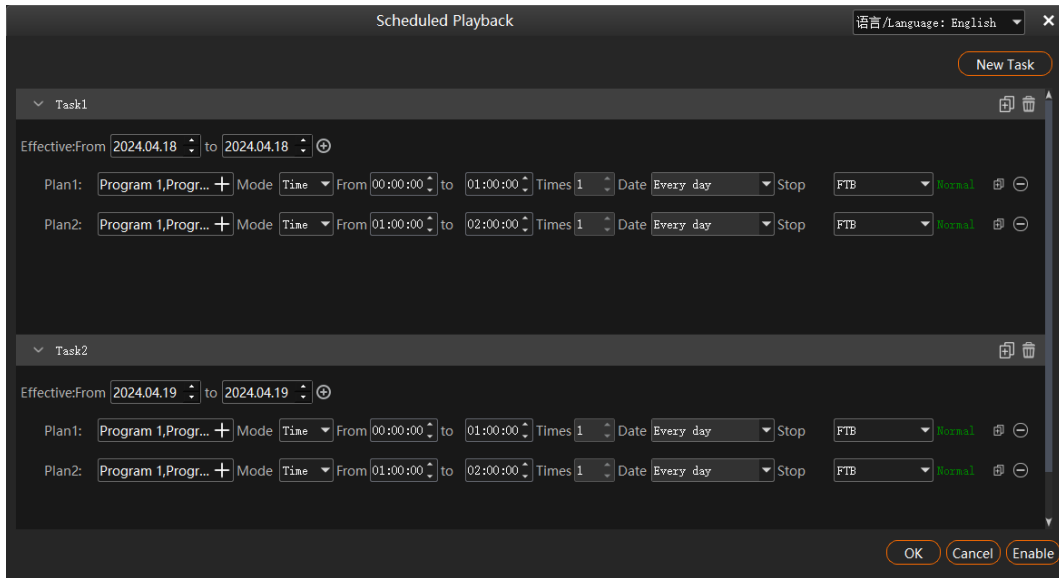 Scheduled Playback 语言/Language: English
New Task
Task1
Effective:From 2024.04.18 to 2024.04.18
Plan1: Program 1,Progr... Mode Time From 00:00:00 to 01:00:00 Times 1 Date Every day Stop FTB Normal
Plan2: Program 1,Progr... Mode Time From 01:00:00 to 02:00:00 Times 1 Date Every day Stop FTB Normal
Task2
Effective:From 2024.04.19 to 2024.04.19
Plan1: Program 1,Progr... Mode Time From 00:00:00 to 01:00:00 Times 1 Date Every day Stop FTB Normal
Plan2: Program 1,Progr... Mode Time From 01:00:00 to 02:00:00 Times 1 Date Every day Stop FTB Normal
OK Cancel Enable